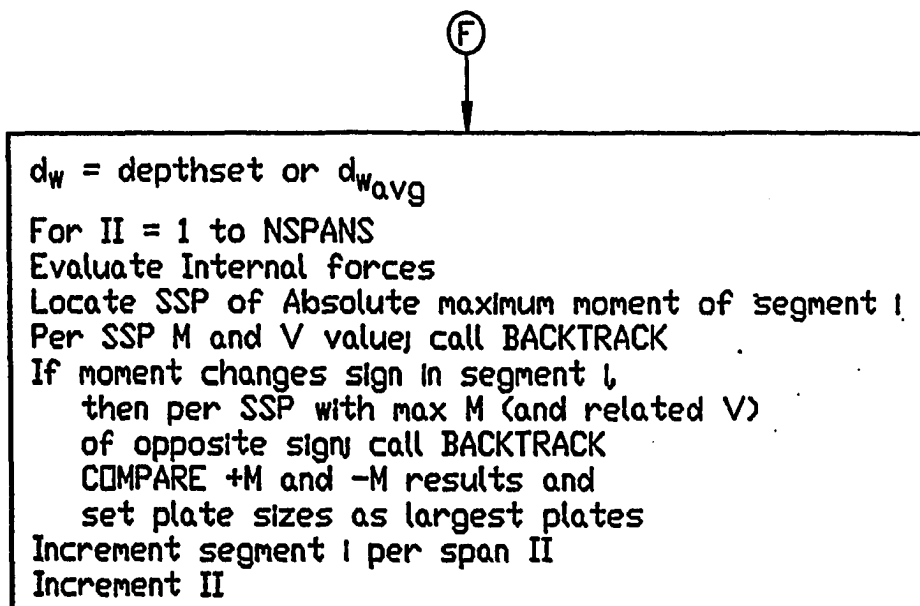 F
d_w = depthset or d_w_avg
For II = 1 to NSPANS
Evaluate Internal forces
Locate SSP of Absolute maximum moment of segment i
Per SSP M and V value; call BACKTRACK
If moment changes sign in segment i,
then per SSP with max M (and related V)
of opposite sign; call BACKTRACK
COMPARE +M and -M results and
set plate sizes as largest plates
Increment segment i per span II
Increment II